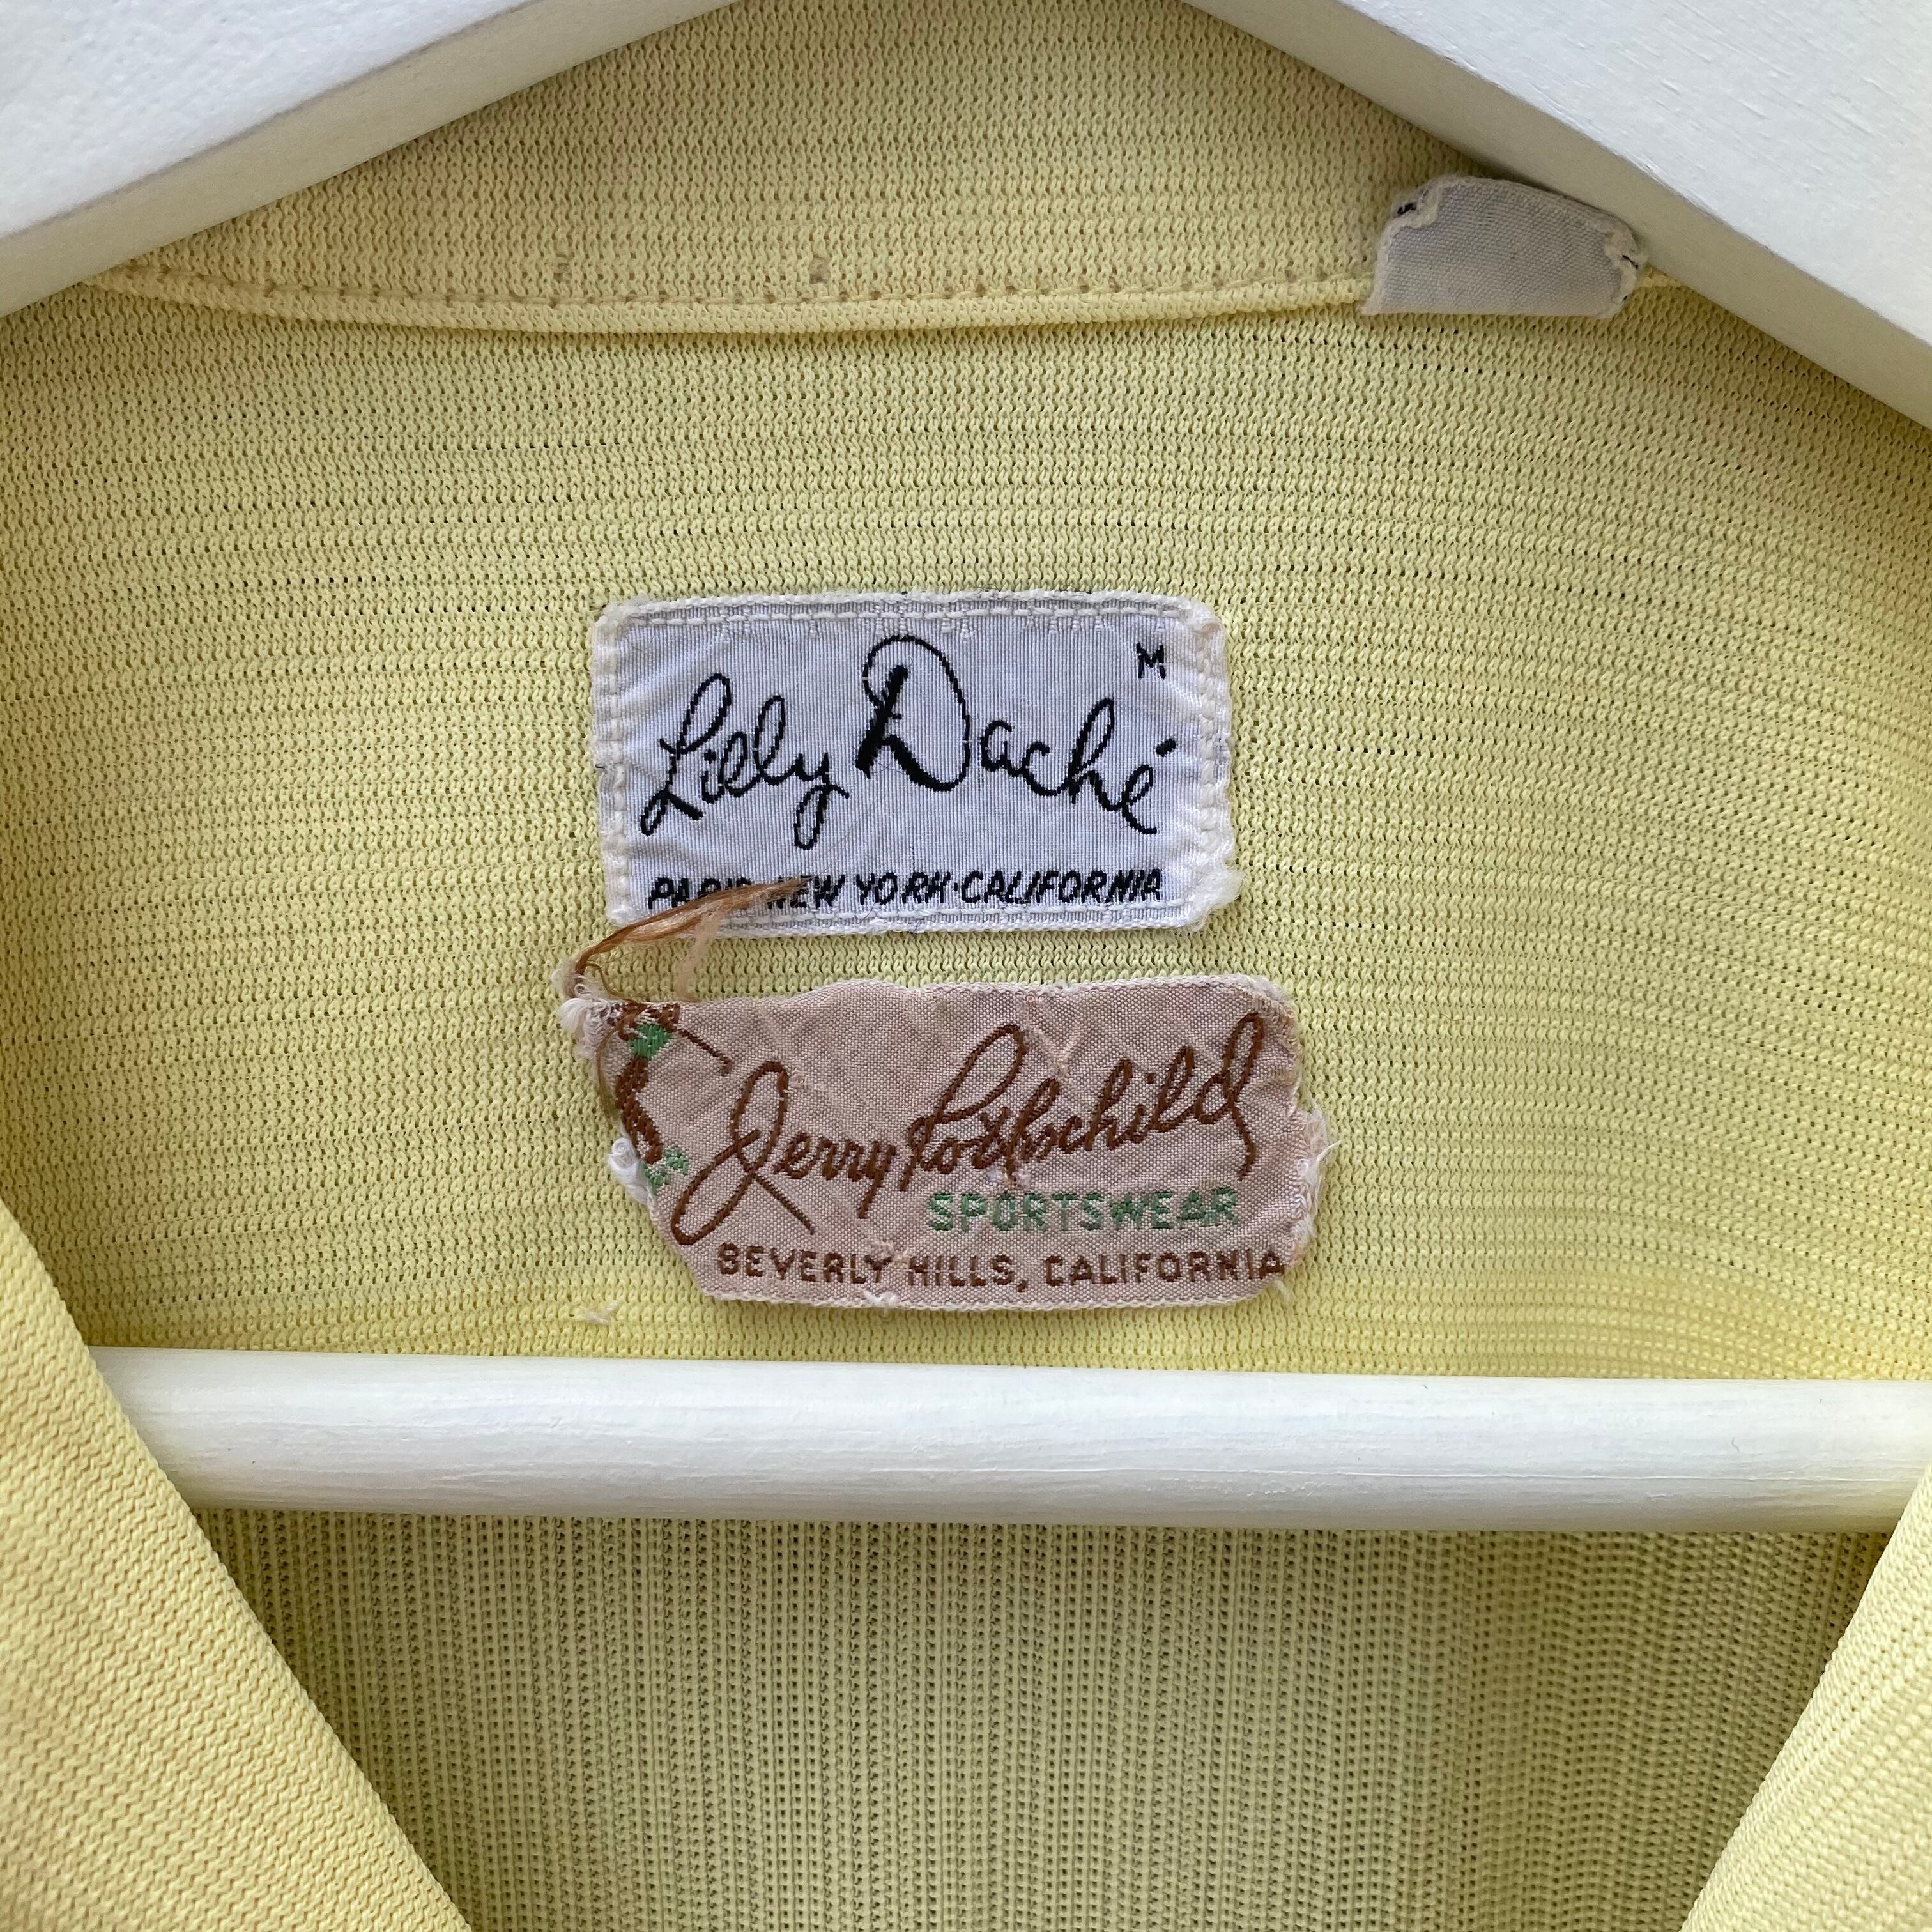 M
Lilly Daché
PARIS·NEW YORK·CALIFORNIA
Jerry Rothschild
SPORTSWEAR
BEVERLY HILLS, CALIFORNIA